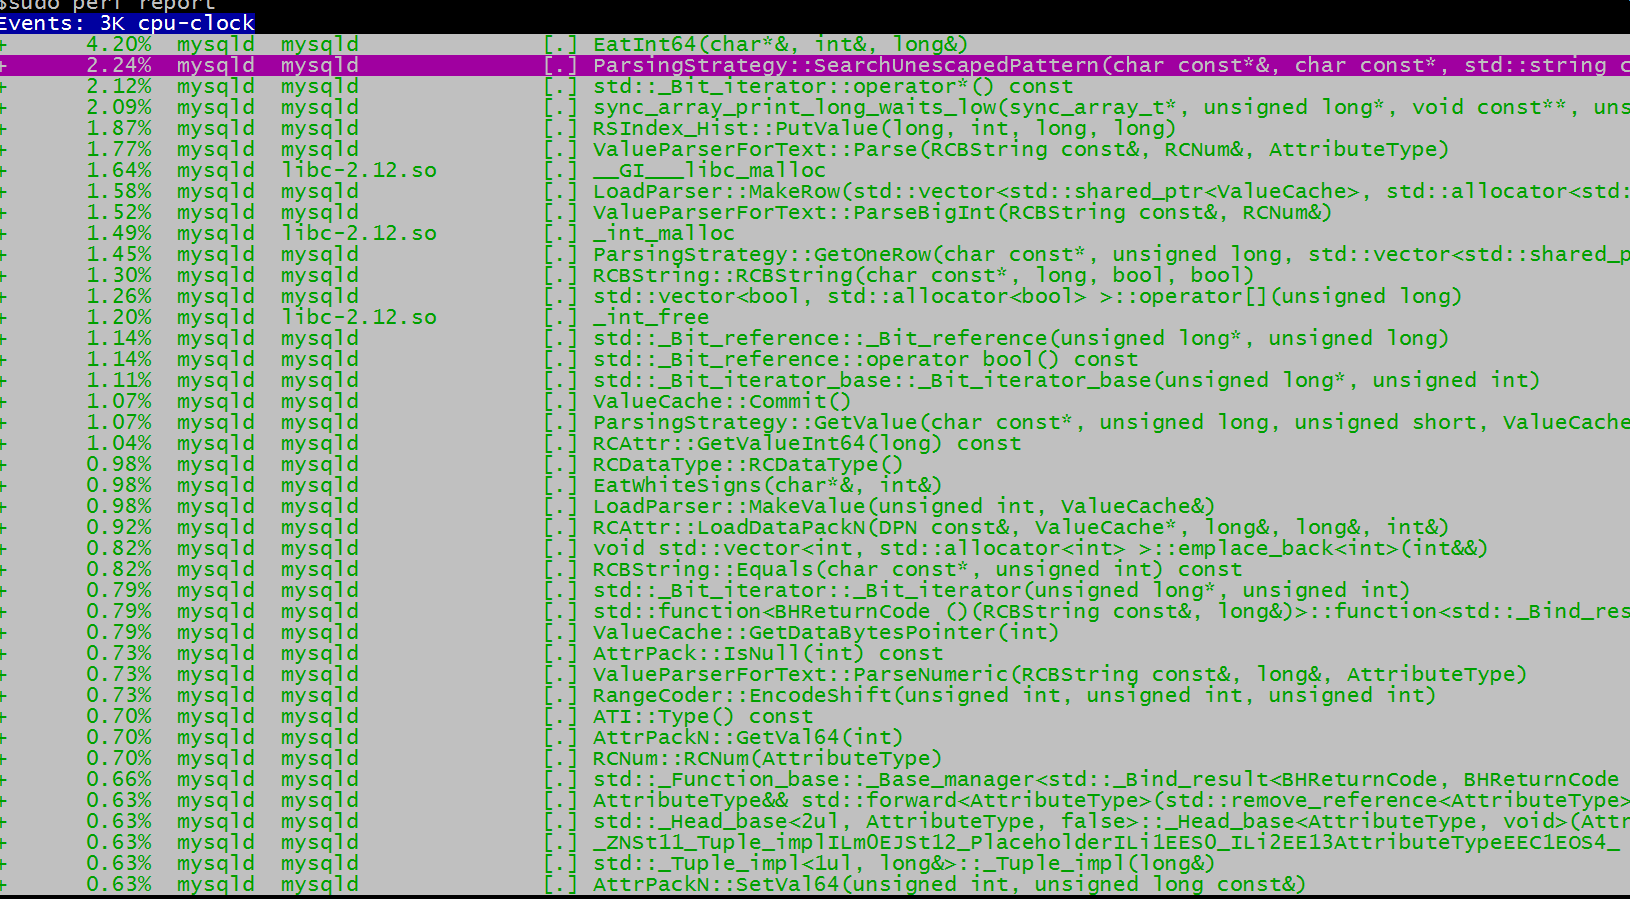 $sudo perf report
Events: 3K cpu-clock
+ 4.20% mysqld mysqld [.] EatInt64(char*&, int&, long&)
+ 2.24% mysqld mysqld [.] ParsingStrategy::SearchUnescapedPattern(char const*&, char const*, std::string c
+ 2.12% mysqld mysqld [.] std::_Bit_iterator::operator*() const
+ 2.09% mysqld mysqld [.] sync_array_print_long_waits_low(sync_array_t*, unsigned long*, void const**, uns
+ 1.87% mysqld mysqld [.] RSIndex_Hist::PutValue(long, int, long, long)
+ 1.77% mysqld mysqld [.] ValueParserForText::Parse(RCBString const&, RCNum&, AttributeType)
+ 1.64% mysqld libc-2.12.so [.] __GI___libc_malloc
+ 1.58% mysqld mysqld [.] LoadParser::MakeRow(std::vector<std::shared_ptr<ValueCache>, std::allocator<std:
+ 1.52% mysqld mysqld [.] ValueParserForText::ParseBigInt(RCBString const&, RCNum&)
+ 1.49% mysqld libc-2.12.so [.] _int_malloc
+ 1.45% mysqld mysqld [.] ParsingStrategy::GetOneRow(char const*, unsigned long, std::vector<std::shared_p
+ 1.30% mysqld mysqld [.] RCBString::RCBString(char const*, long, bool, bool)
+ 1.26% mysqld mysqld [.] std::vector<bool, std::allocator<bool> >::operator[](unsigned long)
+ 1.20% mysqld libc-2.12.so [.] _int_free
+ 1.14% mysqld mysqld [.] std::_Bit_reference::_Bit_reference(unsigned long*, unsigned long)
+ 1.14% mysqld mysqld [.] std::_Bit_reference::operator bool() const
+ 1.11% mysqld mysqld [.] std::_Bit_iterator_base::_Bit_iterator_base(unsigned long*, unsigned int)
+ 1.07% mysqld mysqld [.] ValueCache::Commit()
+ 1.07% mysqld mysqld [.] ParsingStrategy::GetValue(char const*, unsigned long, unsigned short, ValueCache
+ 1.04% mysqld mysqld [.] RCAttr::GetValueInt64(long) const
+ 0.98% mysqld mysqld [.] RCDataType::RCDataType()
+ 0.98% mysqld mysqld [.] EatWhiteSigns(char*&, int&)
+ 0.98% mysqld mysqld [.] LoadParser::MakeValue(unsigned int, ValueCache&)
+ 0.92% mysqld mysqld [.] RCAttr::LoadDataPackN(DPN const&, ValueCache*, long&, long&, int&)
+ 0.82% mysqld mysqld [.] void std::vector<int, std::allocator<int> >::emplace_back<int>(int&&)
+ 0.82% mysqld mysqld [.] RCBString::Equals(char const*, unsigned int) const
+ 0.79% mysqld mysqld [.] std::_Bit_iterator::_Bit_iterator(unsigned long*, unsigned int)
+ 0.79% mysqld mysqld [.] std::function<BHReturnCode ()(RCBString const&, long&)>::function<std::_Bind_res
+ 0.79% mysqld mysqld [.] ValueCache::GetDataBytesPointer(int)
+ 0.73% mysqld mysqld [.] AttrPack::IsNull(int) const
+ 0.73% mysqld mysqld [.] ValueParserForText::ParseNumeric(RCBString const&, long&, AttributeType)
+ 0.73% mysqld mysqld [.] RangeCoder::EncodeShift(unsigned int, unsigned int, unsigned int)
+ 0.70% mysqld mysqld [.] ATI::Type() const
+ 0.70% mysqld mysqld [.] AttrPackN::GetVal64(int)
+ 0.70% mysqld mysqld [.] RCNum::RCNum(AttributeType)
+ 0.66% mysqld mysqld [.] std::_Function_base::_Base_manager<std::_Bind_result<BHReturnCode, BHReturnCode
+ 0.63% mysqld mysqld [.] AttributeType&& std::forward<AttributeType>(std::remove_reference<AttributeType>
+ 0.63% mysqld mysqld [.] std::_Head_base<2ul, AttributeType, false>::_Head_base<AttributeType, void>(Attr
+ 0.63% mysqld mysqld [.] _ZNSt11_Tuple_implILm0EJSt12_PlaceholderILi1EES0_ILi2EE13AttributeTypeEEC1EOS4_
+ 0.63% mysqld mysqld [.] std::_Tuple_impl<1ul, long&>::_Tuple_impl(long&)
+ 0.63% mysqld mysqld [.] AttrPackN::SetVal64(unsigned int, unsigned long const&)